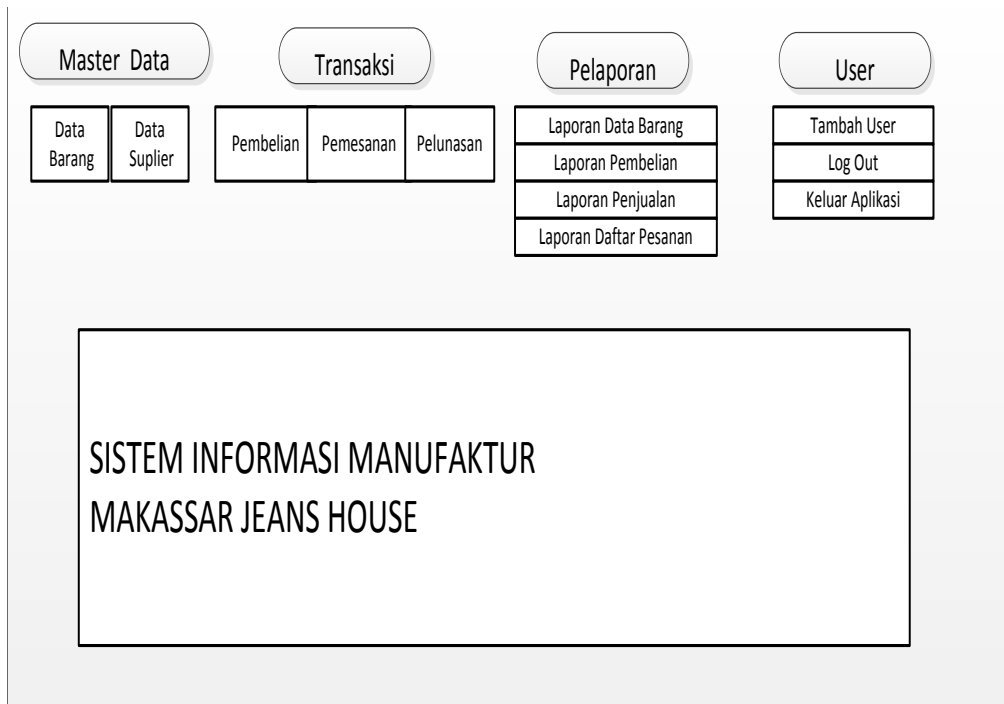 Master Data
Transaksi
Pelaporan
User
Data
Barang
Data
Suplier
Pembelian
Pemesanan
Pelunasan
Laporan Data Barang
Laporan Pembelian
Laporan Penjualan
Laporan Daftar Pesanan
Tambah User
Log Out
Keluar Aplikasi
SISTEM INFORMASI MANUFAKTUR
MAKASSAR JEANS HOUSE